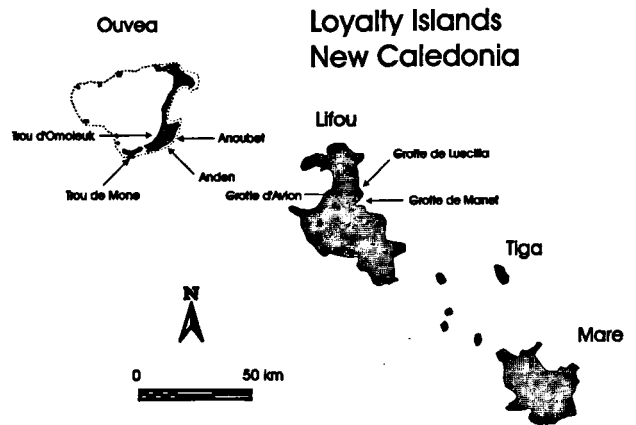 Ouvea
Loyalty Islands
New Caledonia
Lifou
Trou d'Omoleuk
Anoubet
Anden
Trou de Mone
Grotte de Luecilla
Grotte d'Avion
Grotte de Manet
Tiga
N
Mare
0 50 km